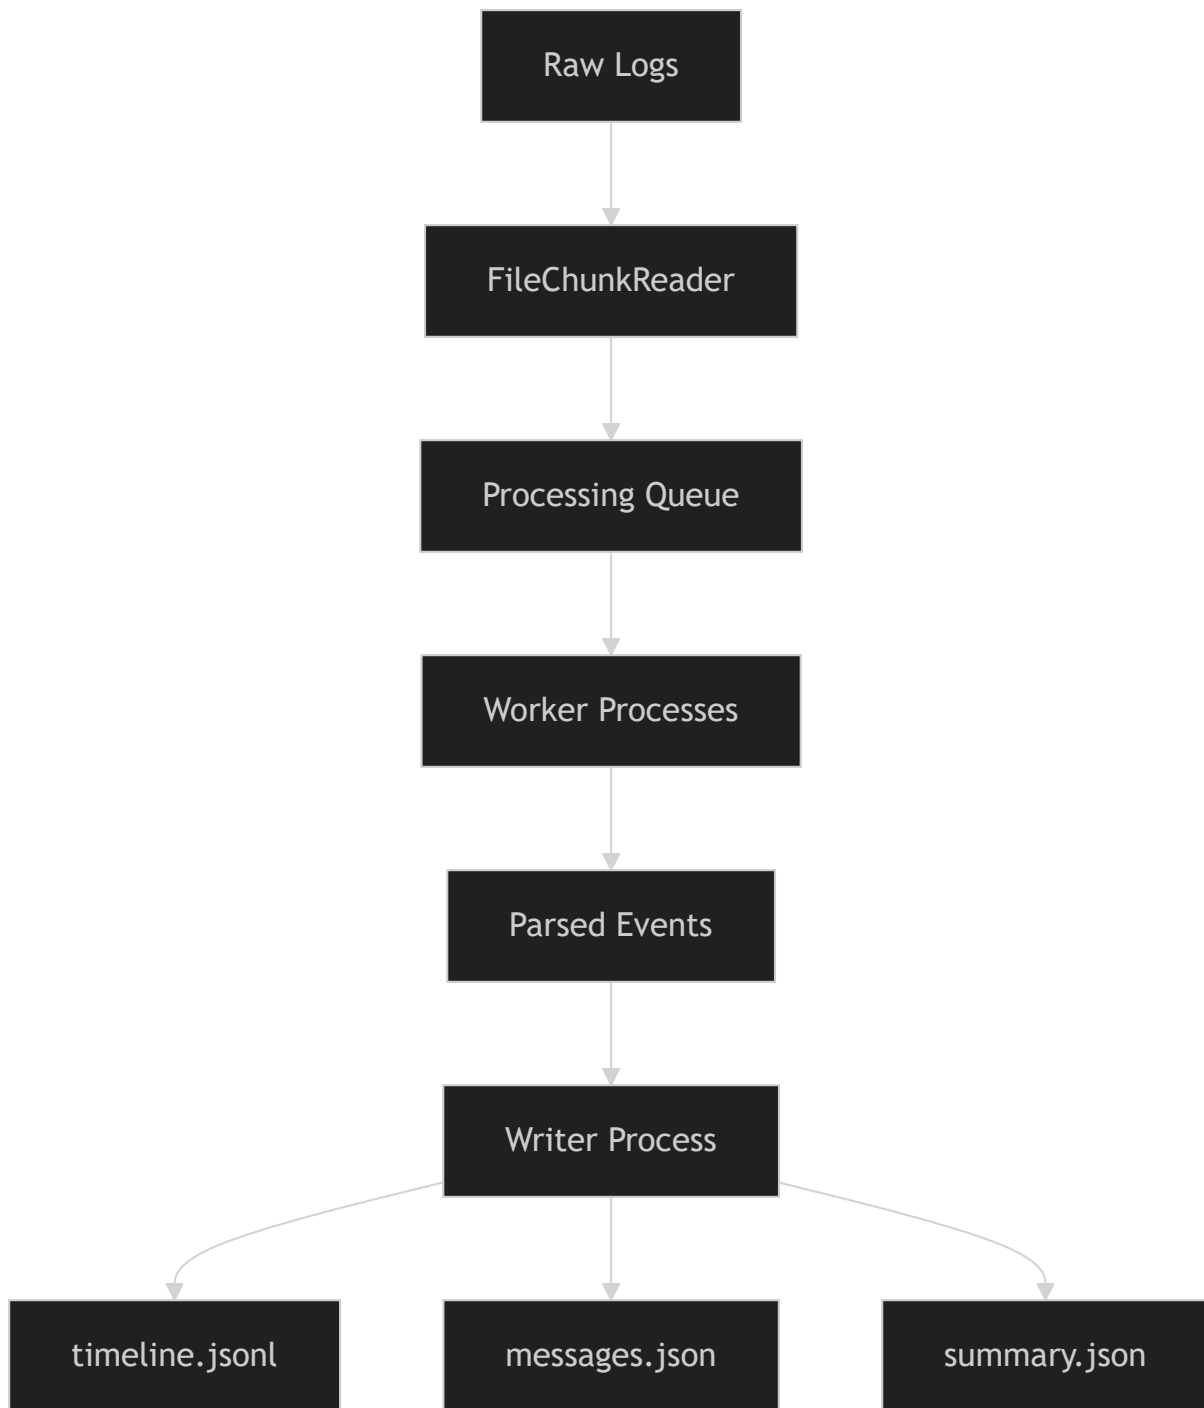 Raw Logs
FileChunkReader
Processing Queue
Worker Processes
Parsed Events
Writer Process
timeline.jsonl
messages.json
summary.json